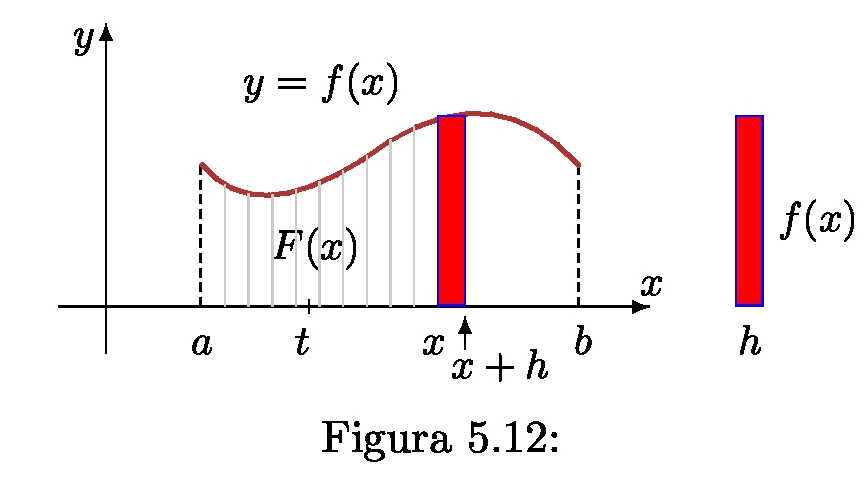 y
y = f(x)
F(x)
f(x)
x
a
t
x
b
h
x + h
Figura 5.12: